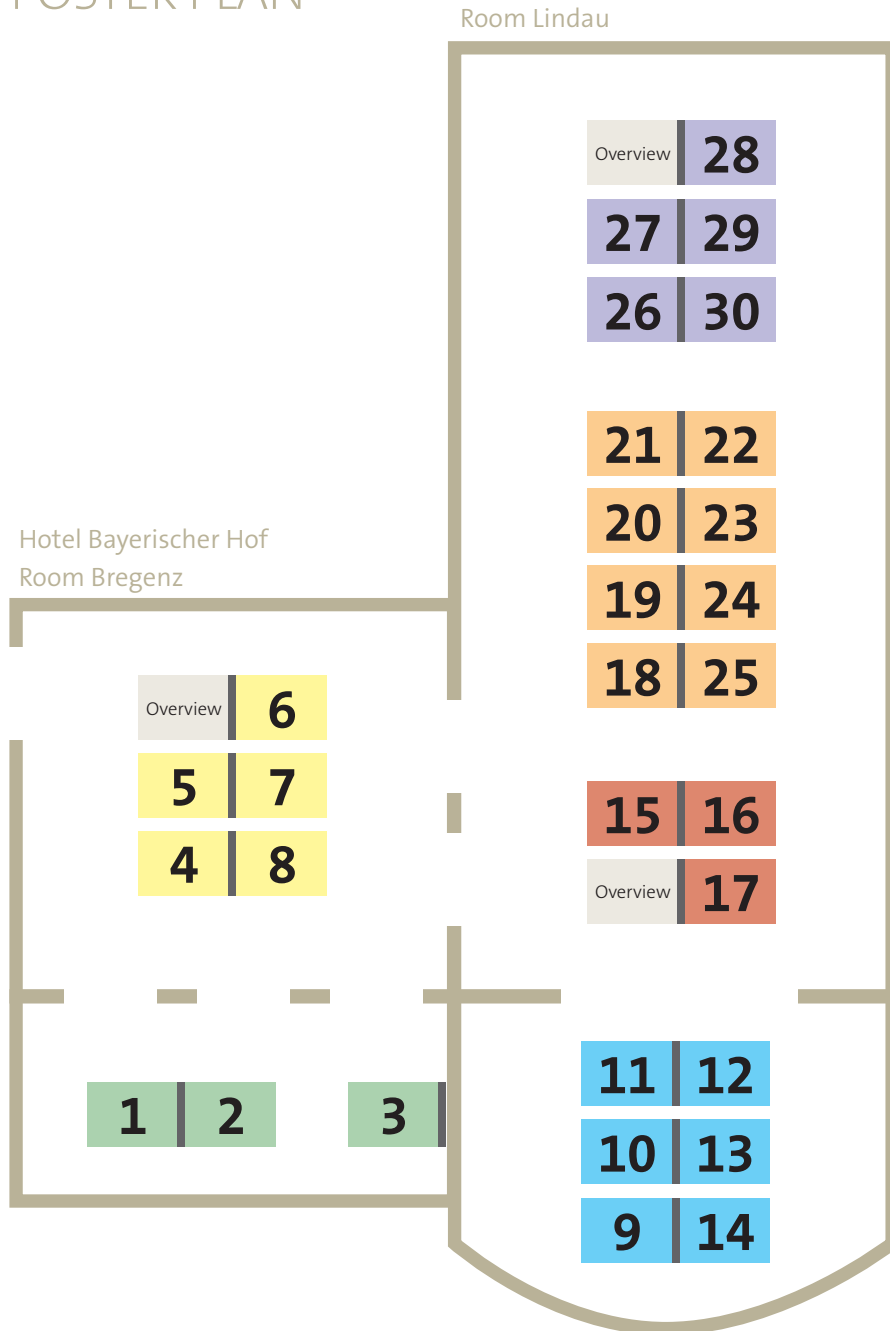 POSTER PLAN
Room Lindau
Overview 28
27 29
26 30
21 22
20 23
19 24
18 25
Hotel Bayerischer Hof
Room Bregenz
Overview 6
5 7
4 8
15 16
Overview 17
1 2 3
11 12
10 13
9 14